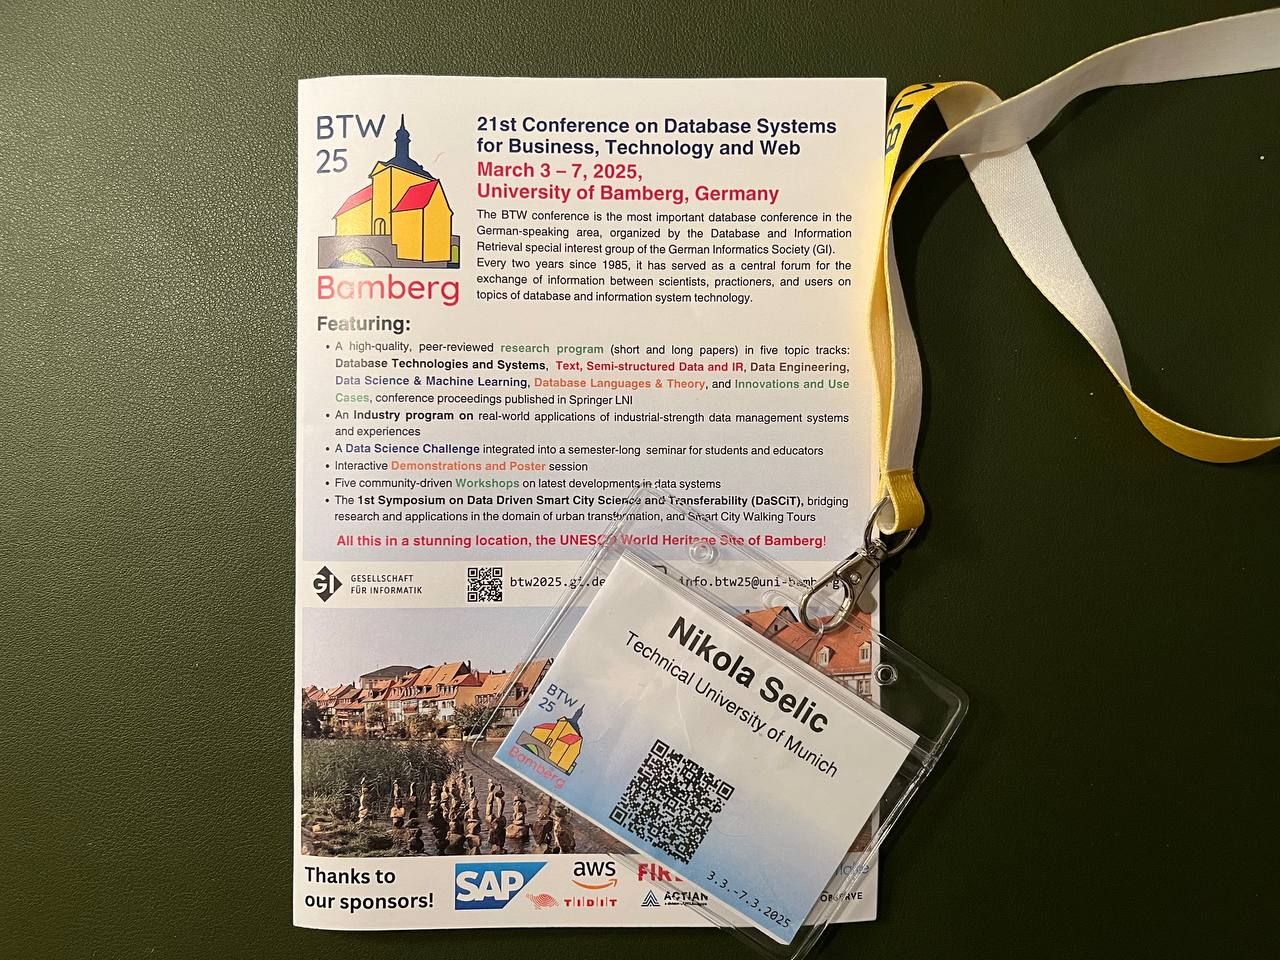 BTW
25
Bamberg
21st Conference on Database Systems
for Business, Technology and Web
March 3 – 7, 2025,
University of Bamberg, Germany
The BTW conference is the most important database conference in the
German-speaking area, organized by the Database and Information
Retrieval special interest group of the German Informatics Society (GI).
Every two years since 1985, it has served as a central forum for the
exchange of information between scientists, practioners, and users on
topics of database and information system technology.
Featuring:
• A high-quality, peer-reviewed research program (short and long papers) in five topic tracks:
Database Technologies and Systems, Text, Semi-structured Data and IR, Data Engineering,
Data Science & Machine Learning, Database Languages & Theory, and Innovations and Use
Cases, conference proceedings published in Springer LNI
• An Industry program on real-world applications of industrial-strength data management systems
and experiences
• A Data Science Challenge integrated into a semester-long seminar for students and educators
• Interactive Demonstrations and Poster session
• Five community-driven Workshops on latest developments in data systems
• The 1st Symposium on Data Driven Smart City Science and Transferability (DaSCiT), bridging
research and applications in the domain of urban transformation, and Smart City Walking Tours
All this in a stunning location, the UNESCO World Heritage Site of Bamberg!
GI
GESELLSCHAFT
FÜR INFORMATIK
btw2025.gi.de
info.btw25@uni-bamberg
Nikola Selic
Technical University of Munich
BTW
25
Bamberg
3.3.-7.3.2025
Thanks to
our sponsors!
SAP
aws
TIDIT
ACTIAN
BTW